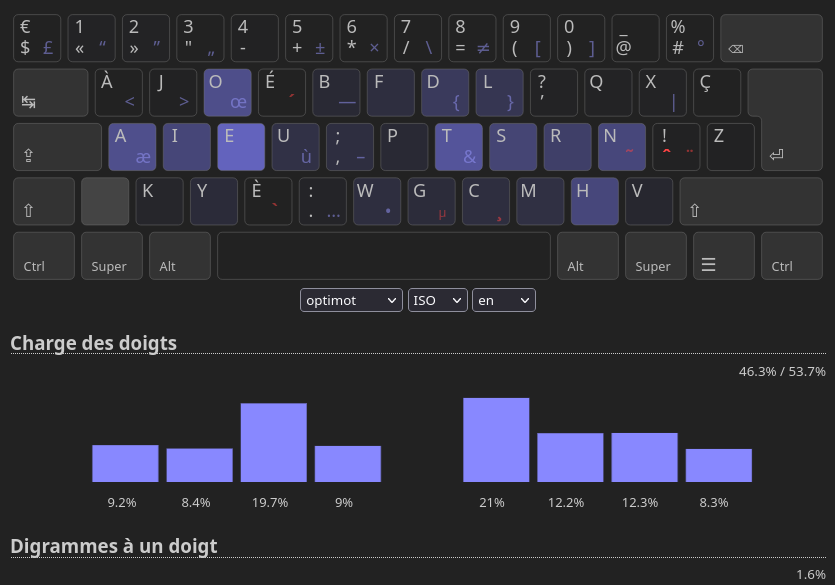 € 1 2 3 4 5 6 7 8 9 0 _ %
$ £ « “ » ” " „ - + ± * × / \ = ≠ ( [ ) ] @ # ° ⌫
↹ À J O É B F D L ? Q X Ç
< > œ ´ — { } ’ |
⇪ A I E U ; P T S R N ! Z
æ ù , – & ~ ^ ¨ ⏎
⇧ K Y È : W G C M H V ⇧
` . … • µ ¸
Ctrl Super Alt Alt Super ☰ Ctrl
optimot ISO en
Charge des doigts
46.3% / 53.7%
9.2% 8.4% 19.7% 9% 21% 12.2% 12.3% 8.3%
Digrammes à un doigt
1.6%